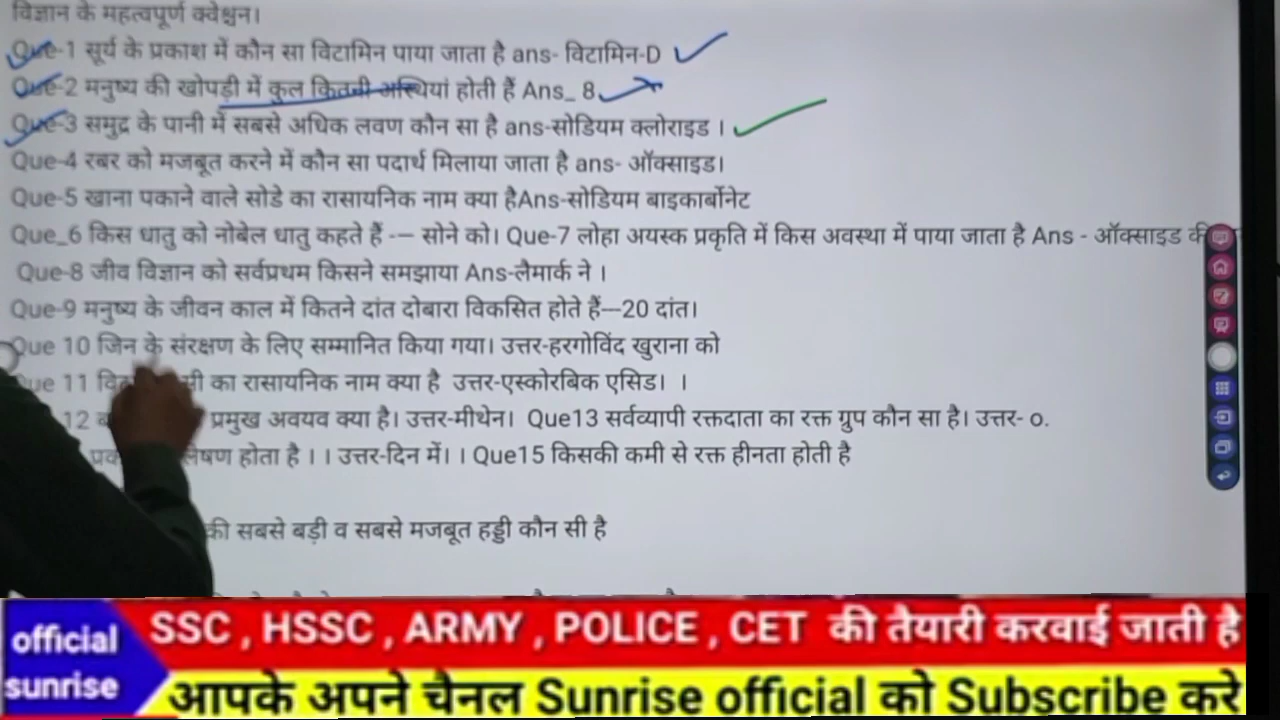 विज्ञान के महत्वपूर्ण क्वेश्चन।
Que-1 सूर्य के प्रकाश में कौन सा विटामिन पाया जाता है ans- विटामिन-D
Que-2 मनुष्य की खोपड़ी में कुल कितनी अस्थियां होती हैं Ans_ 8
Que-3 समुद्र के पानी में सबसे अधिक लवण कौन सा है ans-सोडियम क्लोराइड ।
Que-4 रबर को मजबूत करने में कौन सा पदार्थ मिलाया जाता है ans- ऑक्साइड।
Que-5 खाना पकाने वाले सोडे का रासायनिक नाम क्या हैAns-सोडियम बाइकार्बोनेट
Que_6 किस धातु को नोबेल धातु कहते हैं -— सोने को। Que-7 लोहा अयस्क प्रकृति में किस अवस्था में पाया जाता है Ans - ऑक्साइड की
Que-8 जीव विज्ञान को सर्वप्रथम किसने समझाया Ans-लैमार्क ने ।
Que-9 मनुष्य के जीवन काल में कितने दांत दोबारा विकसित होते हैं—20 दांत।
Que 10 जिन के संरक्षण के लिए सम्मानित किया गया। उत्तर-हरगोविंद खुराना को
Que 11 का रासायनिक नाम क्या है उत्तर-एस्कोरबिक एसिड। ।
12 प्रमुख अवयव क्या है। उत्तर-मीथेन। Que13 सर्वव्यापी रक्तदाता का रक्त ग्रुप कौन सा है। उत्तर- o.
होता है । । उत्तर-दिन में। । Que15 किसकी कमी से रक्त हीनता होती है
की सबसे बड़ी व सबसे मजबूत हड्डी कौन सी है
official sunrise
SSC , HSSC , ARMY , POLICE , CET की तैयारी करवाई जाती है
आपके अपने चैनल Sunrise official को Subscribe करे